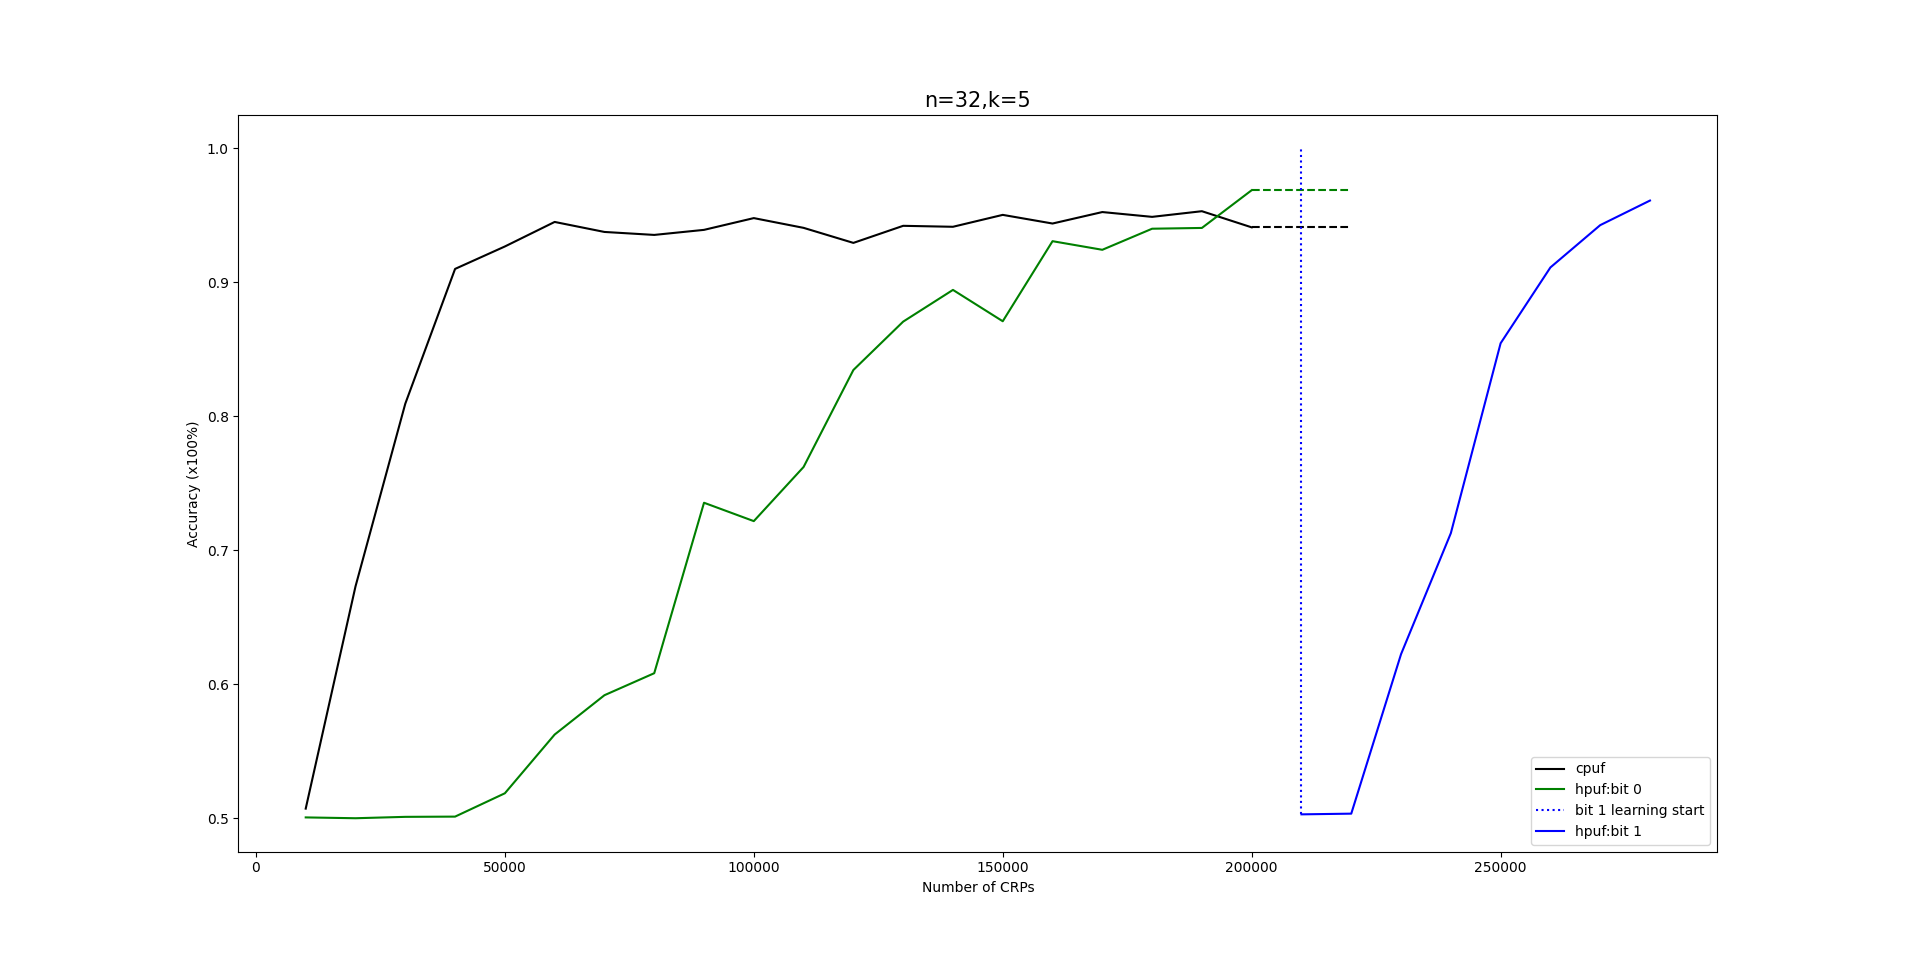 n=32,k=5
Accuracy (x100%)
1.0
0.9
0.8
0.7
0.6
0.5
0 50000 100000 150000 200000 250000
Number of CRPs
cpuf
hpuf:bit 0
bit 1 learning start
hpuf:bit 1